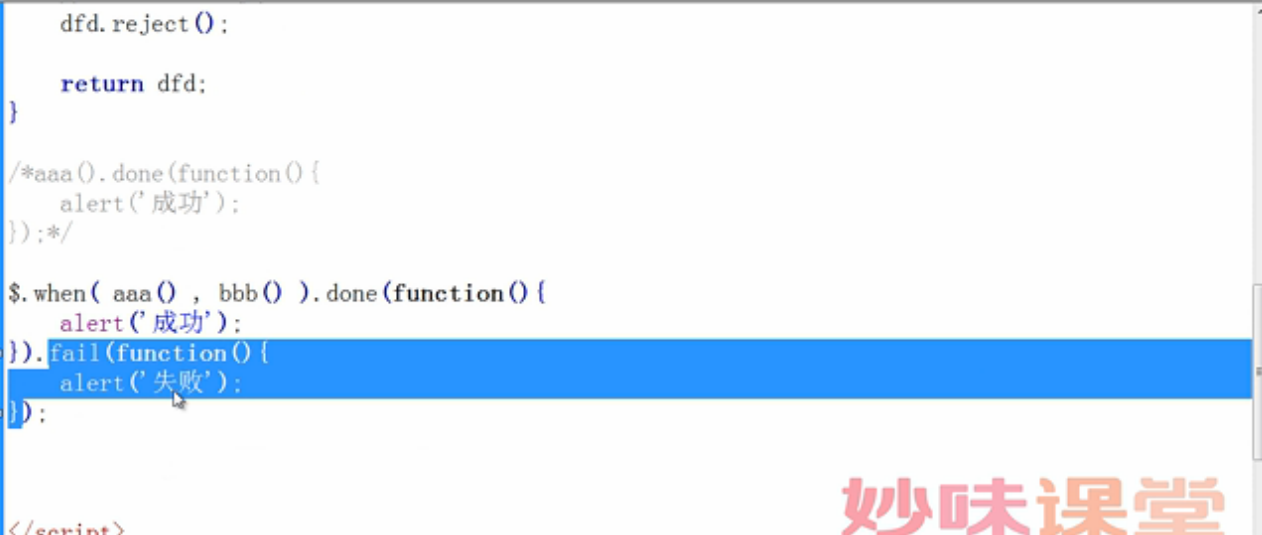 dfd.reject();
return dfd;
}
/*aaa().done(function(){
alert('成功');
});*/
$.when( aaa() , bbb() ).done(function(){
alert('成功');
}).fail(function(){
alert('失败');
});
妙味课堂
</script>